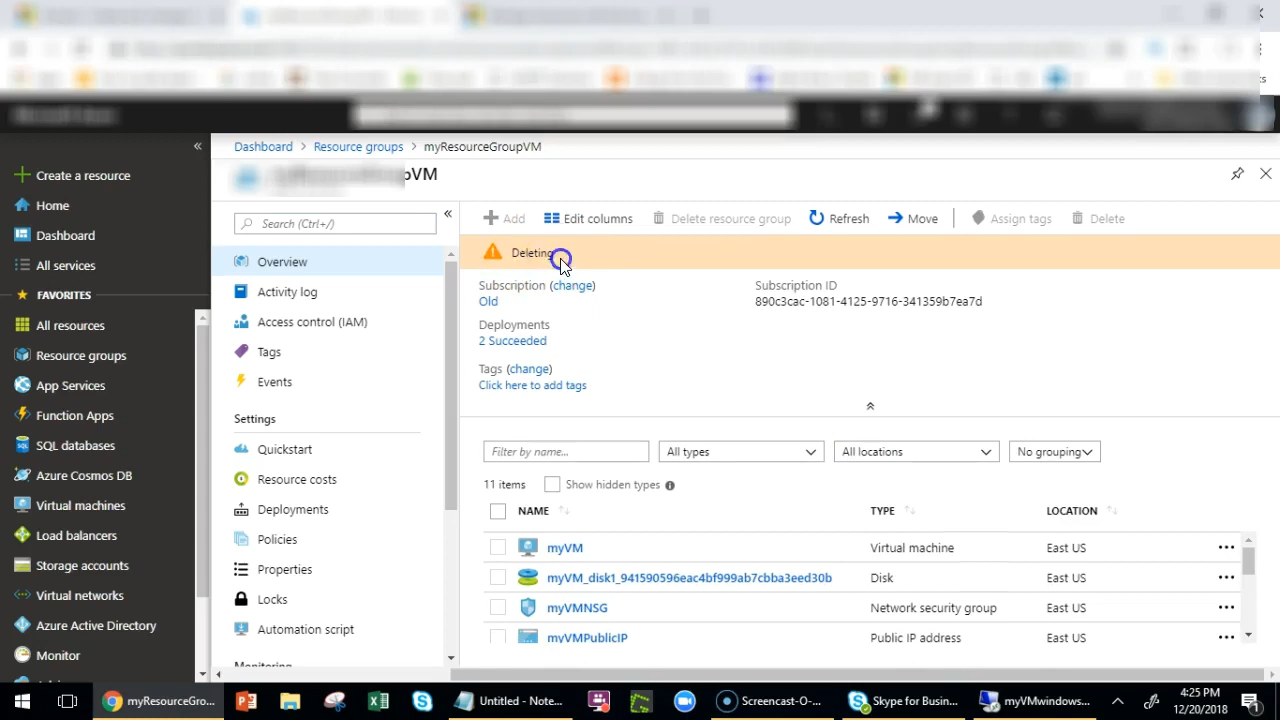 Dashboard > Resource groups > myResourceGroupVM
VM
Create a resource
Home
Dashboard
All services
FAVORITES
All resources
Resource groups
App Services
Function Apps
SQL databases
Azure Cosmos DB
Virtual machines
Load balancers
Storage accounts
Virtual networks
Azure Active Directory
Monitor
Search (Ctrl+/)
Overview
Activity log
Access control (IAM)
Tags
Events
Settings
Quickstart
Resource costs
Deployments
Policies
Properties
Locks
Automation script
Monitoring
Add Edit columns Delete resource group Refresh Move Assign tags Delete
Deleting
Subscription (change)
Old
Subscription ID
890c3cac-1081-4125-9716-341359b7ea7d
Deployments
2 Succeeded
Tags (change)
Click here to add tags
Filter by name... All types All locations No grouping
11 items Show hidden types
NAME TYPE LOCATION
myVM Virtual machine East US ...
myVM_disk1_941590596eac4bf999ab7cbba3eed30b Disk East US ...
myVMNSG Network security group East US ...
myVMPublicIP Public IP address East US ...
myResourceGro... Untitled - Note... Screencast-O-... Skype for Busin... myVMwindows... 4:25 PM
12/20/2018